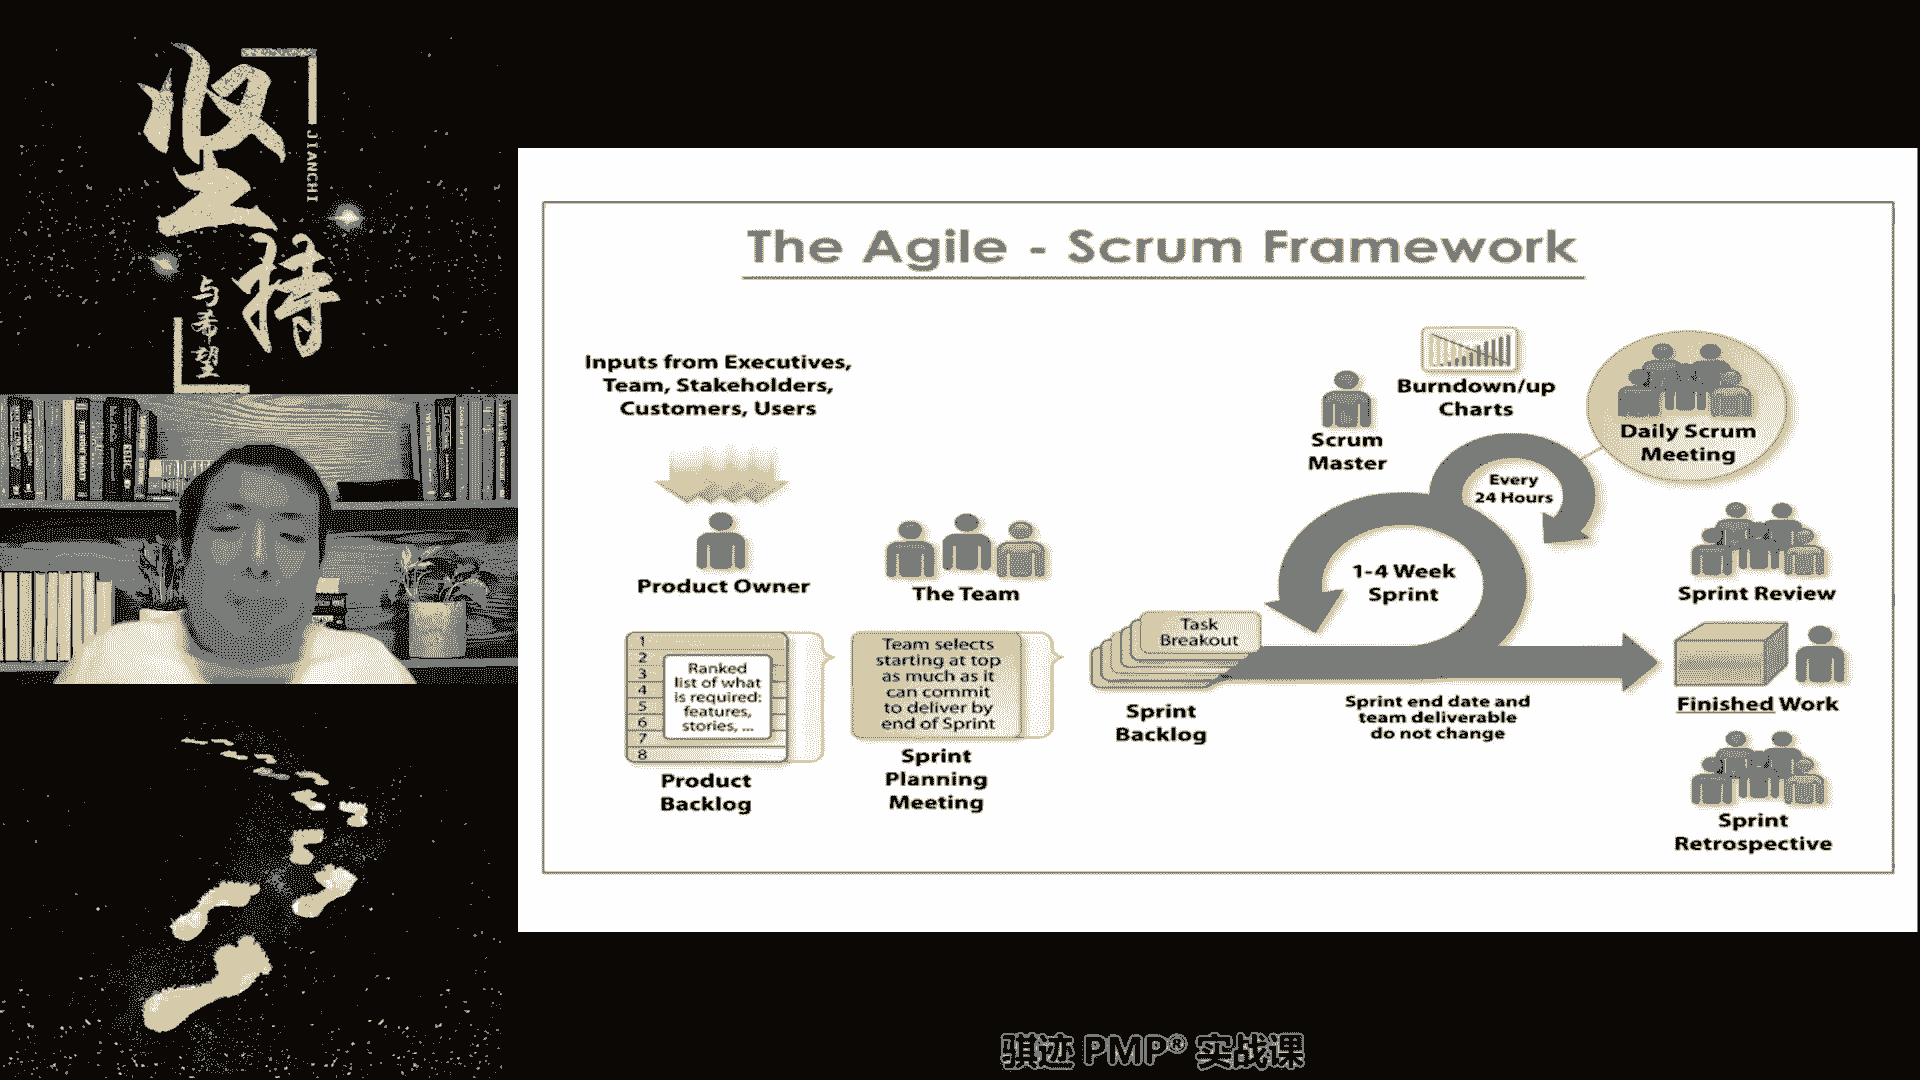 坚持
JIANCHI
与希望
The Agile - Scrum Framework
Inputs from Executives,
Team, Stakeholders,
Customers, Users
Product Owner
The Team
1
2
3
4
5
6
7
8
Ranked
list of what
is required:
features,
stories, ...
Product
Backlog
Team selects
starting at top
as much as it
can commit
to deliver by
end of Sprint
Sprint
Planning
Meeting
Task
Breakout
Sprint
Backlog
Scrum
Master
Burndown/up
Charts
Every
24 Hours
1-4 Week
Sprint
Sprint end date and
team deliverable
do not change
Daily Scrum
Meeting
Sprint Review
Finished Work
Sprint
Retrospective
骐迹 PMP® 实战课